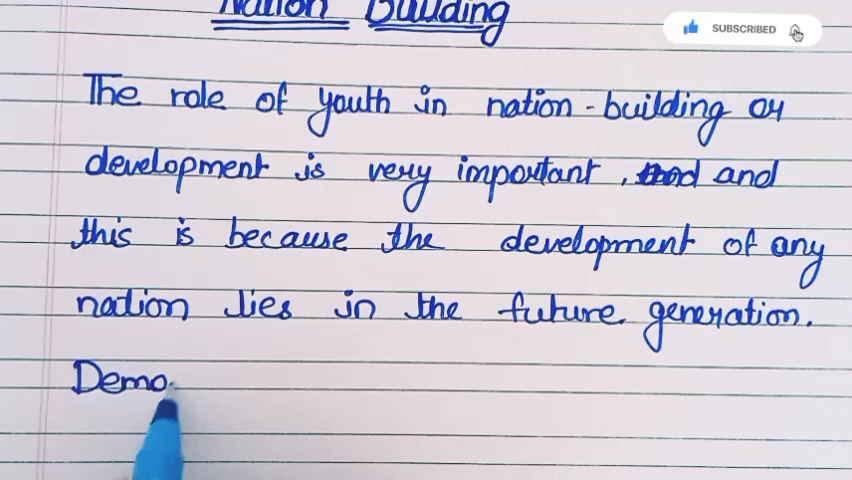 Nation Building
SUBSCRIBED
The role of youth in nation-building or
development is very important, and
this is because the development of any
nation lies in the future generation.
Demo